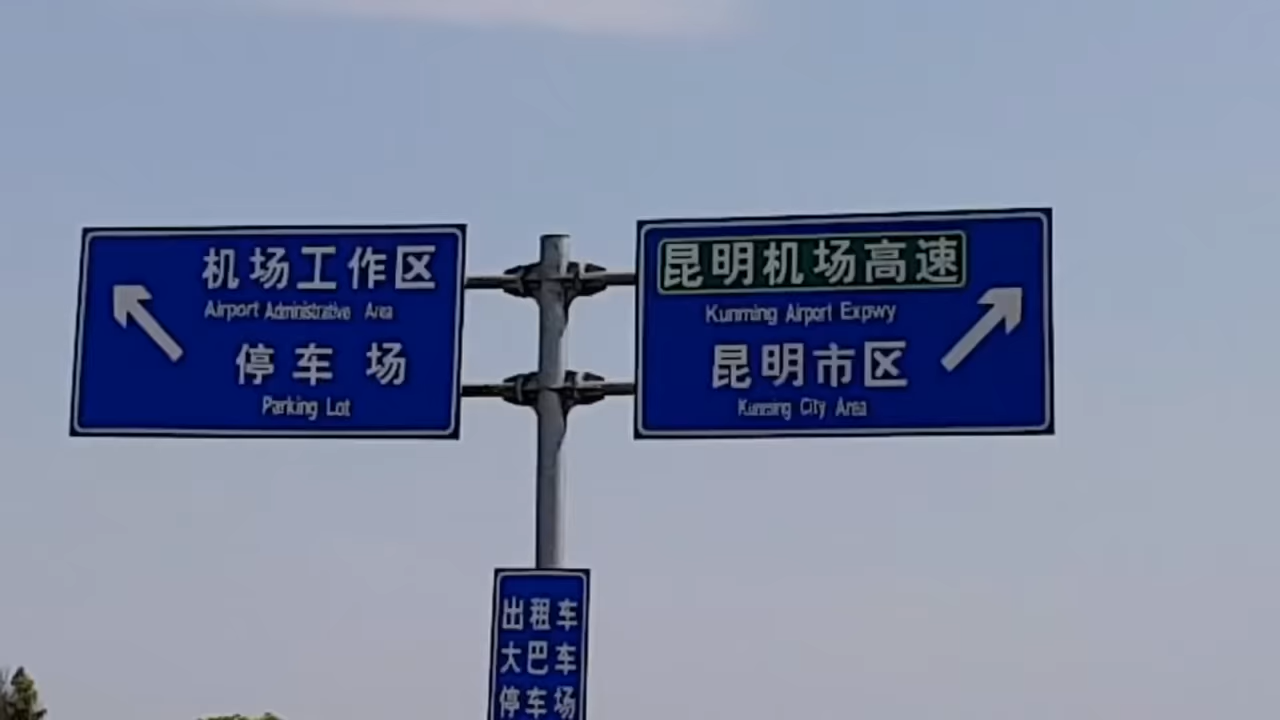 机场工作区
Airport Administrative Area
停车场
Parking Lot
昆明机场高速
Kunming Airport Expwy
昆明市区
Kunming City Area
出租车
大巴车
停车场